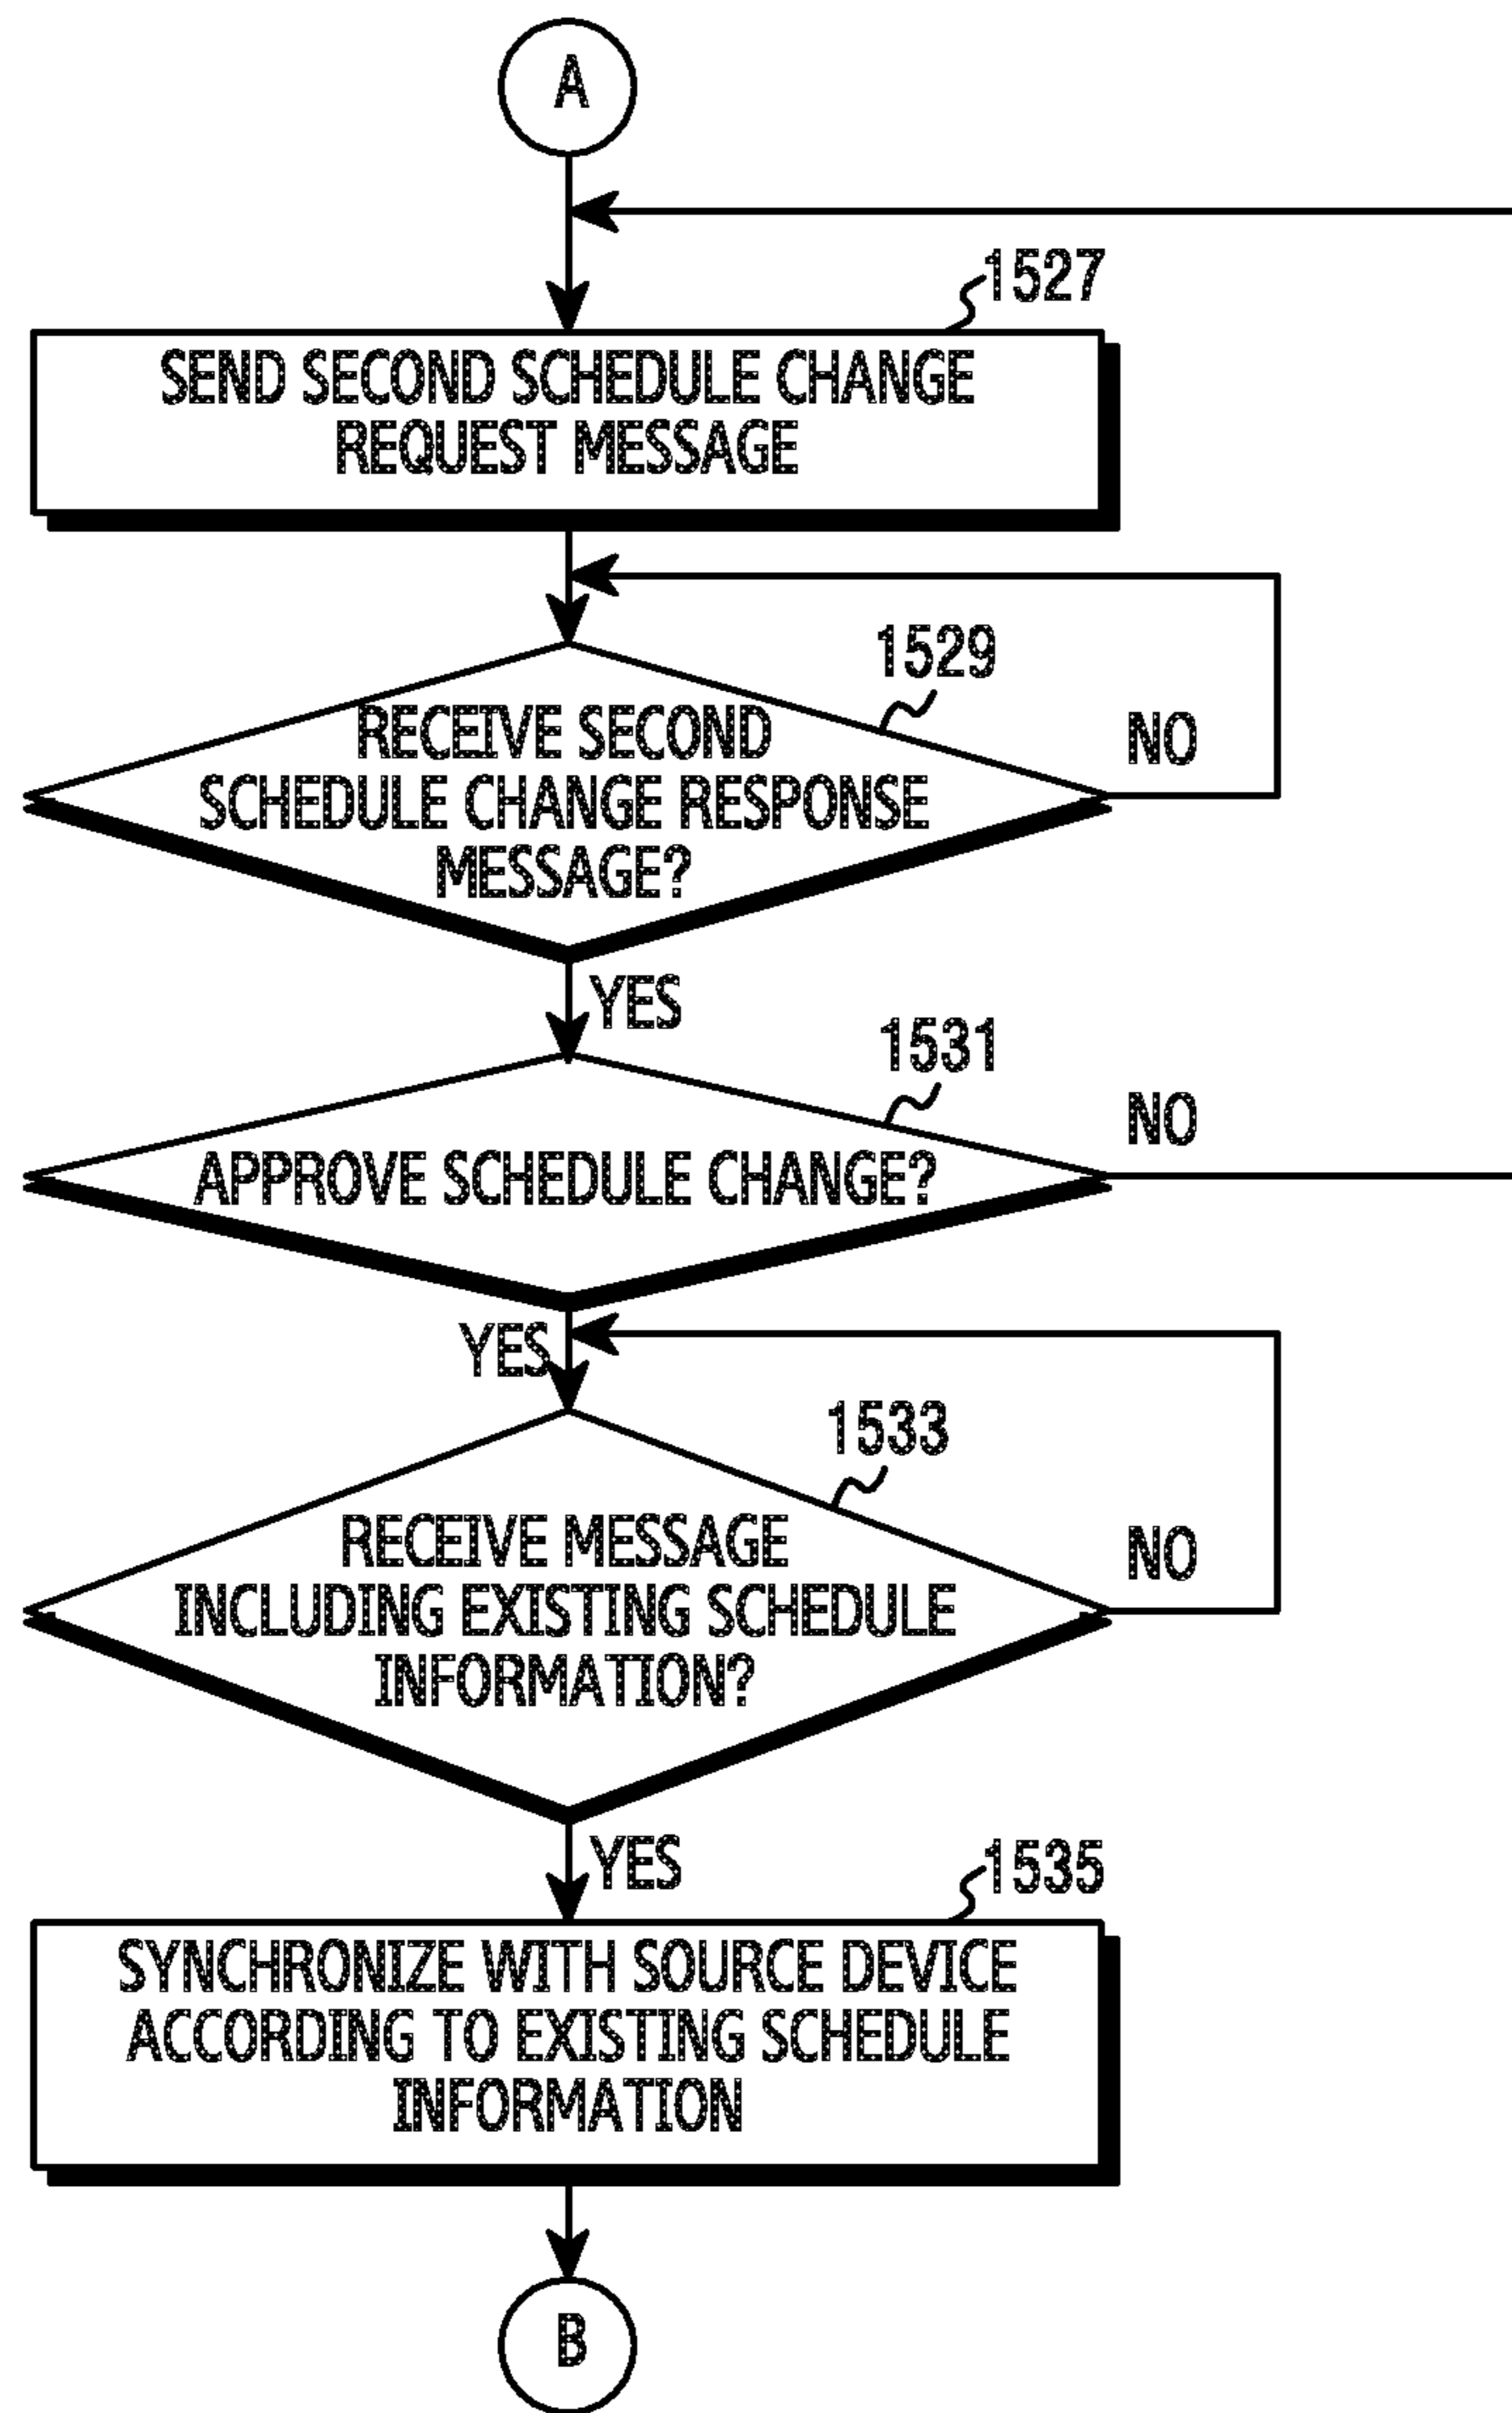 A
1527
SEND SECOND SCHEDULE CHANGE
REQUEST MESSAGE
1529
RECEIVE SECOND
SCHEDULE CHANGE RESPONSE
MESSAGE?
NO
YES
1531
APPROVE SCHEDULE CHANGE?
NO
YES
1533
RECEIVE MESSAGE
INCLUDING EXISTING SCHEDULE
INFORMATION?
NO
YES
1535
SYNCHRONIZE WITH SOURCE DEVICE
ACCORDING TO EXISTING SCHEDULE
INFORMATION
B